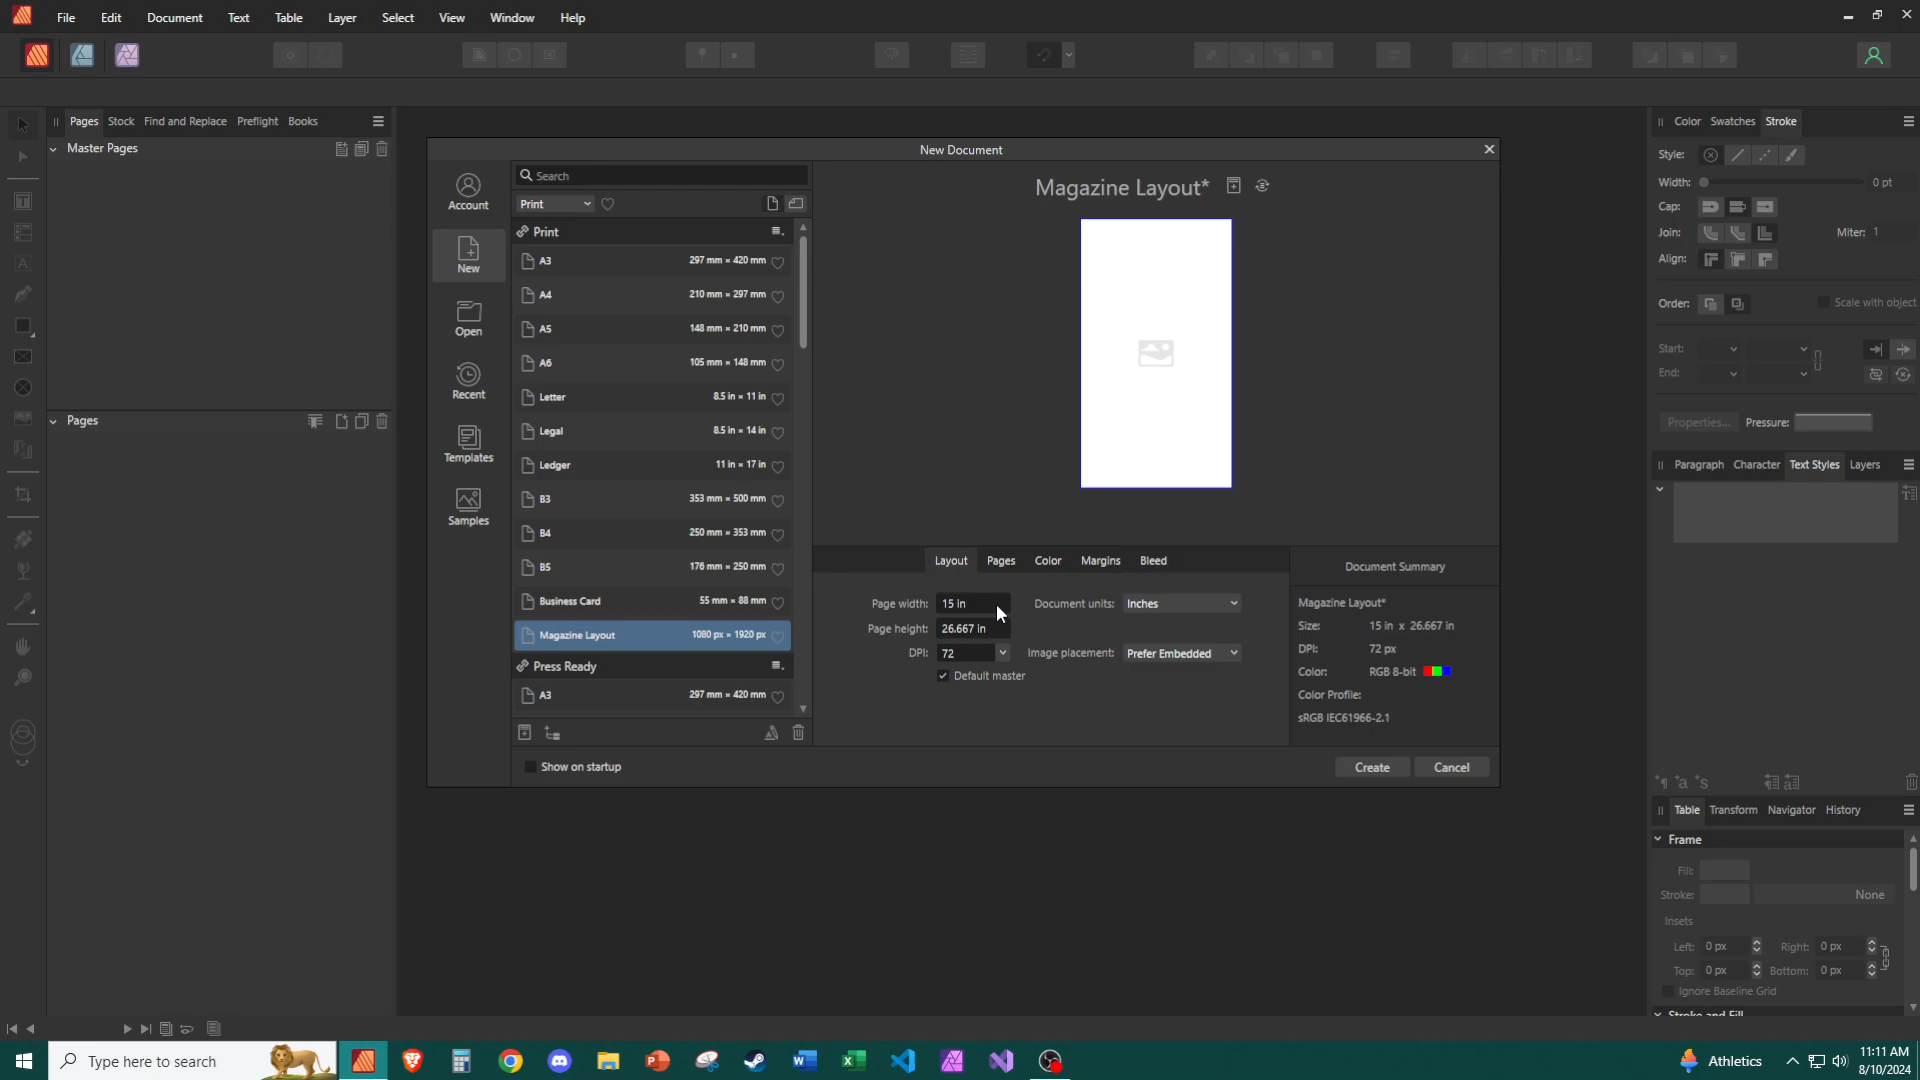 File Edit Document Text Table Layer Select View Window Help
Pages Stock Find and Replace Preflight Books
Master Pages
Pages
New Document
Account
New
Open
Recent
Templates
Samples
Search
Print
Print
A3 297 mm × 420 mm
A4 210 mm × 297 mm
A5 148 mm × 210 mm
A6 105 mm × 148 mm
Letter 8.5 in × 11 in
Legal 8.5 in × 14 in
Ledger 11 in × 17 in
B3 353 mm × 500 mm
B4 250 mm × 353 mm
B5 176 mm × 250 mm
Business Card 55 mm × 88 mm
Magazine Layout 1080 px × 1920 px
Press Ready
A3 297 mm × 420 mm
Show on startup
Magazine Layout*
Layout Pages Color Margins Bleed
Page width: 15 in Document units: Inches
Page height: 26.667 in
DPI: 72 Image placement: Prefer Embedded
Default master
Document Summary
Magazine Layout*
Size: 15 in x 26.667 in
DPI: 72 px
Color: RGB 8-bit
Color Profile:
sRGB IEC61966-2.1
Create Cancel
Color Swatches Stroke
Style:
Width: 0 pt
Cap:
Join: Miter: 1
Align:
Order: Scale with object
Start:
End:
Properties... Pressure:
Paragraph Character Text Styles Layers
Table Transform Navigator History
Frame
Fill:
Stroke: None
Insets
Left: 0 px Right: 0 px
Top: 0 px Bottom: 0 px
Ignore Baseline Grid
Stroke and Fill
Type here to search
Athletics
11:11 AM
8/10/2024